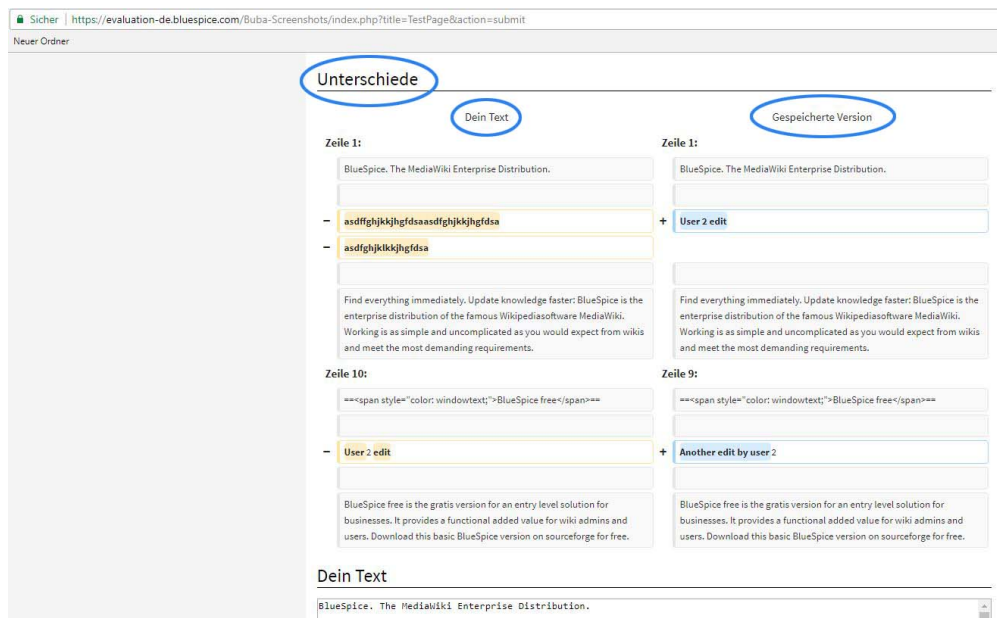 Sicher | https://evaluation-de.bluespice.com/Buba-Screenshots/index.php?title=TestPage&action=submit
Neuer Ordner
Unterschiede
Dein Text
Gespeicherte Version
Zeile 1:
Zeile 1:
BlueSpice. The MediaWiki Enterprise Distribution.
BlueSpice. The MediaWiki Enterprise Distribution.
− asdffghjkkjhgfdsaasdfghjkkjhgfdsa
+ User 2 edit
− asdfghjklkkjhgfdsa
Find everything immediately. Update knowledge faster: BlueSpice is the
enterprise distribution of the famous Wikipediasoftware MediaWiki.
Working is as simple and uncomplicated as you would expect from wikis
and meet the most demanding requirements.
Find everything immediately. Update knowledge faster: BlueSpice is the
enterprise distribution of the famous Wikipediasoftware MediaWiki.
Working is as simple and uncomplicated as you would expect from wikis
and meet the most demanding requirements.
Zeile 10:
Zeile 9:
==<span style="color: windowtext;">BlueSpice free</span>==
==<span style="color: windowtext;">BlueSpice free</span>==
− User 2 edit
+ Another edit by user 2
BlueSpice free is the gratis version for an entry level solution for
businesses. It provides a functional added value for wiki admins and
users. Download this basic BlueSpice version on sourceforge for free.
BlueSpice free is the gratis version for an entry level solution for
businesses. It provides a functional added value for wiki admins and
users. Download this basic BlueSpice version on sourceforge for free.
Dein Text
BlueSpice. The MediaWiki Enterprise Distribution.